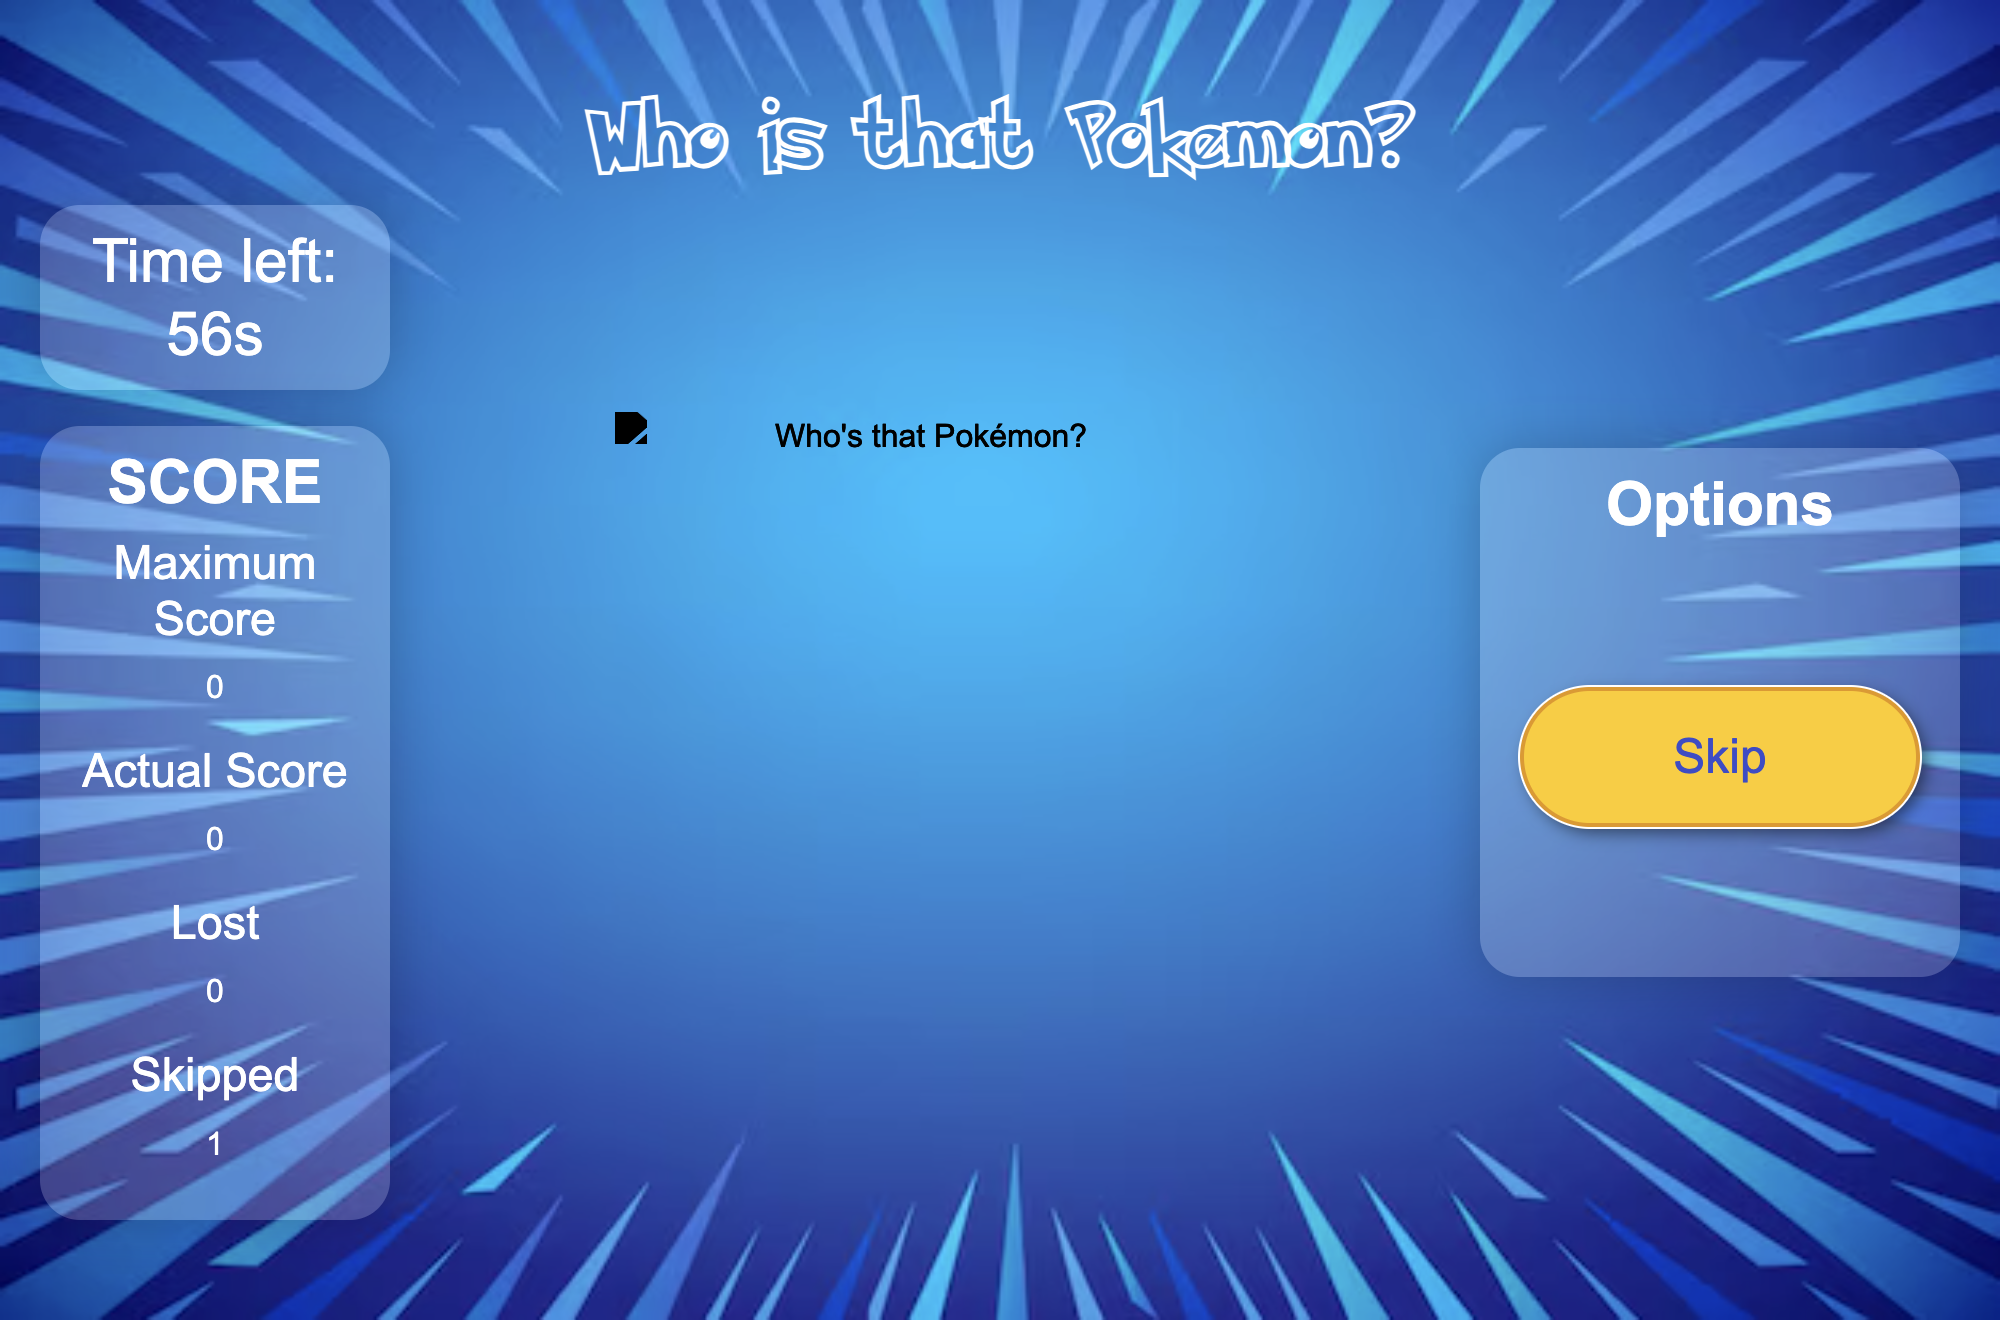 Who is that Pokemon?
Time left:
56s
SCORE
Maximum
Score
0
Actual Score
0
Lost
0
Skipped
1
Who's that Pokémon?
Options
Skip